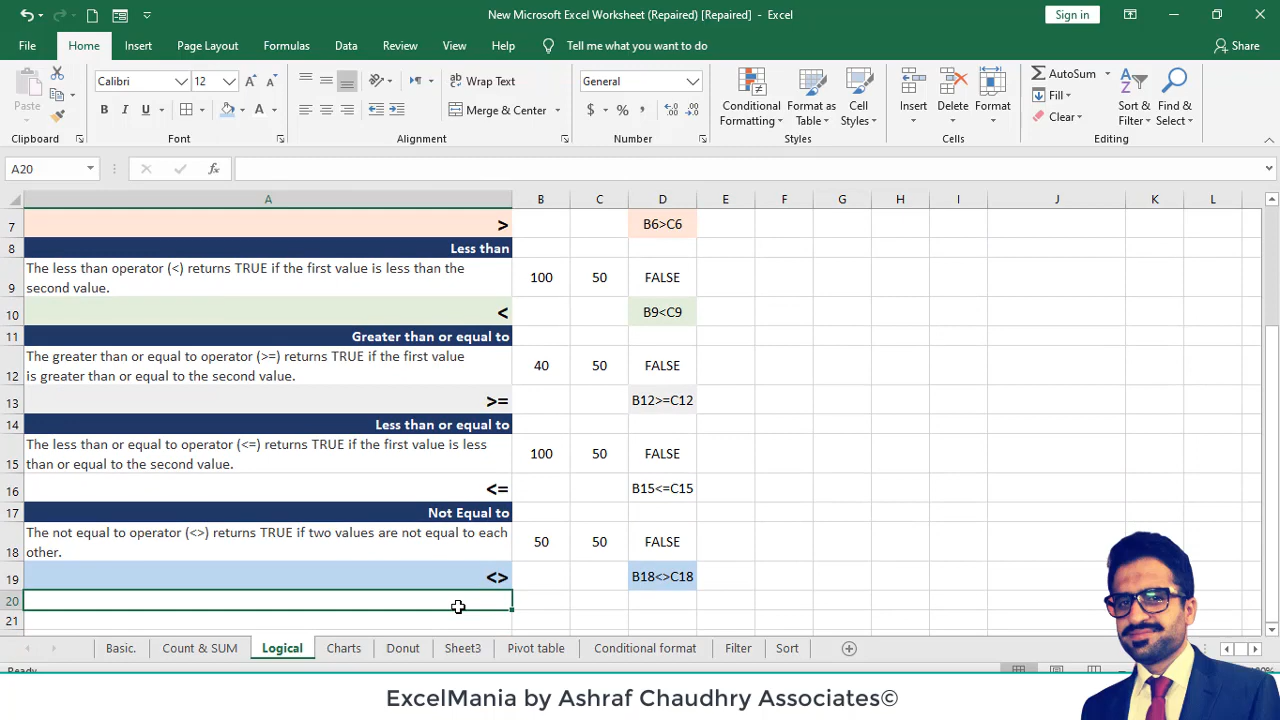 New Microsoft Excel Worksheet (Repaired) [Repaired] - Excel
Sign in
File Home Insert Page Layout Formulas Data Review View Help Tell me what you want to do Share
Paste
Calibri 12
B I U
A
Wrap Text
Merge & Center
General
$ % ,
Conditional Formatting
Format as Table
Cell Styles
Insert Delete Format
AutoSum
Fill
Clear
Sort & Filter
Find & Select
Clipboard Font Alignment Number Styles Cells Editing
A20 fx
A B C D E F G H I J K L
7 > B6>C6
8 Less than
The less than operator (<) returns TRUE if the first value is less than the
9 second value. 100 50 FALSE
10 < B9<C9
11 Greater than or equal to
The greater than or equal to operator (>=) returns TRUE if the first value
12 is greater than or equal to the second value. 40 50 FALSE
13 >= B12>=C12
14 Less than or equal to
The less than or equal to operator (<=) returns TRUE if the first value is less
15 than or equal to the second value. 100 50 FALSE
16 <= B15<=C15
17 Not Equal to
The not equal to operator (<>) returns TRUE if two values are not equal to each
18 other. 50 50 FALSE
19 <> B18<>C18
20
21
Basic. Count & SUM Logical Charts Donut Sheet3 Pivot table Conditional format Filter Sort
ExcelMania by Ashraf Chaudhry Associates©